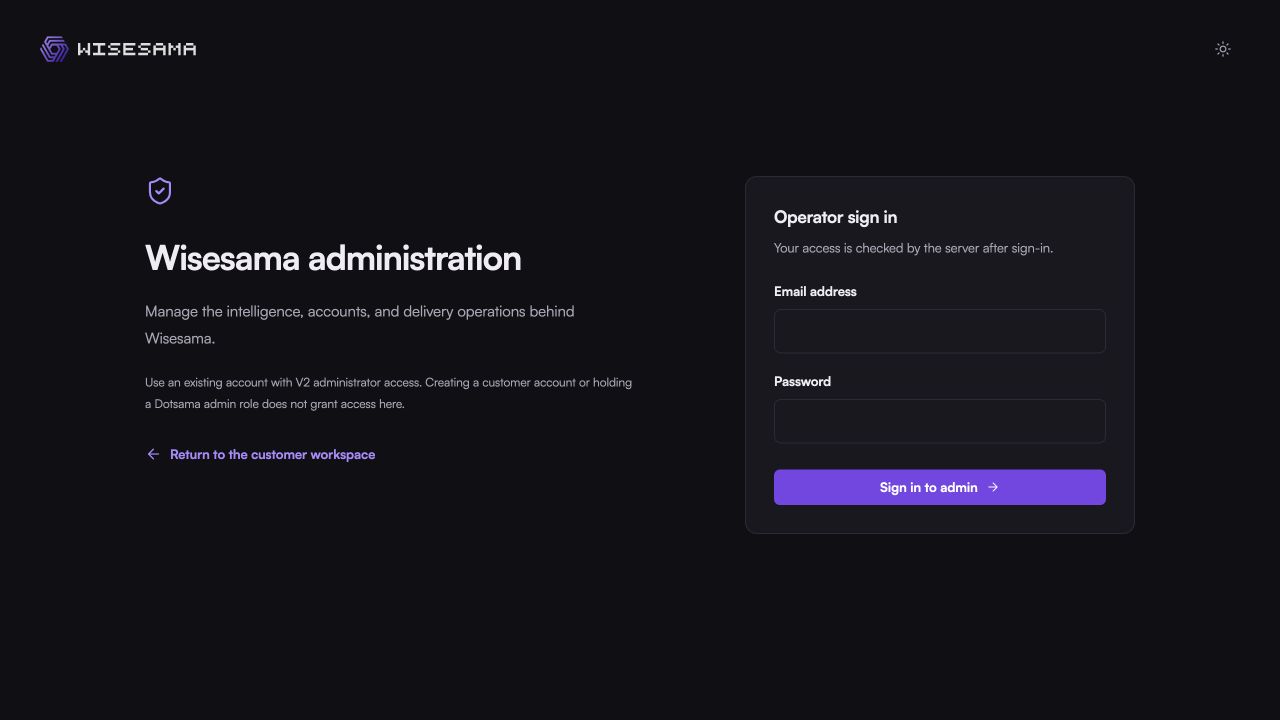 WISESAMA
Wisesama administration
Manage the intelligence, accounts, and delivery operations behind
Wisesama.
Use an existing account with V2 administrator access. Creating a customer account or holding
a Dotsama admin role does not grant access here.
Return to the customer workspace
Operator sign in
Your access is checked by the server after sign-in.
Email address
Password
Sign in to admin